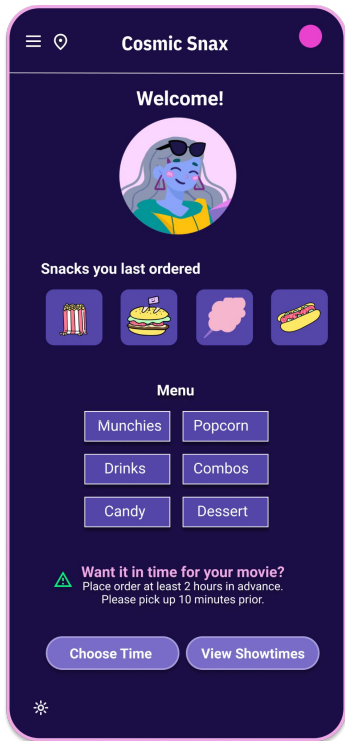 Cosmic Snax
Welcome!
Snacks you last ordered
Menu
Munchies Popcorn
Drinks Combos
Candy Dessert
Want it in time for your movie?
Place order at least 2 hours in advance.
Please pick up 10 minutes prior.
Choose Time View Showtimes